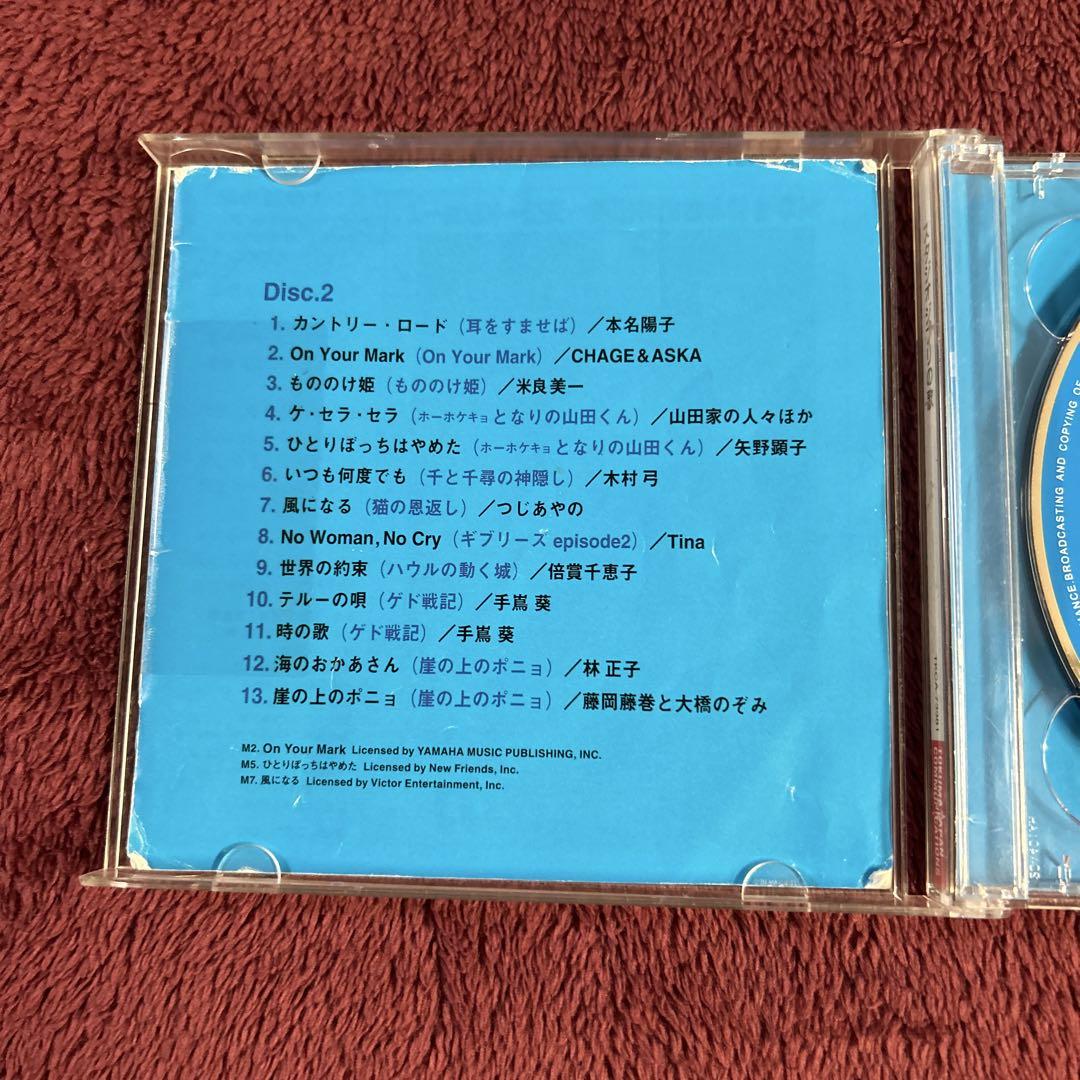 Disc.2
1. カントリー・ロード（耳をすませば）／本名陽子
2. On Your Mark（On Your Mark）／CHAGE&ASKA
3. もののけ姫（もののけ姫）／米良美一
4. ケ・セラ・セラ（ホーホケキョ となりの山田くん）／山田家の人々ほか
5. ひとりぼっちはやめた（ホーホケキョ となりの山田くん）／矢野顕子
6. いつも何度でも（千と千尋の神隠し）／木村 弓
7. 風になる（猫の恩返し）／つじあやの
8. No Woman, No Cry（ギブリーズ episode2）／Tina
9. 世界の約束（ハウルの動く城）／倍賞千恵子
10. テルーの唄（ゲド戦記）／手嶌 葵
11. 時の歌（ゲド戦記）／手嶌 葵
12. 海のおかあさん（崖の上のポニョ）／林 正子
13. 崖の上のポニョ（崖の上のポニョ）／藤岡藤巻と大橋のぞみ
M2. On Your Mark Licensed by YAMAHA MUSIC PUBLISHING, INC.
M5. ひとりぼっちはやめた Licensed by New Friends, Inc.
M7. 風になる Licensed by Victor Entertainment, Inc.
BROADCASTING AND COPYING OF